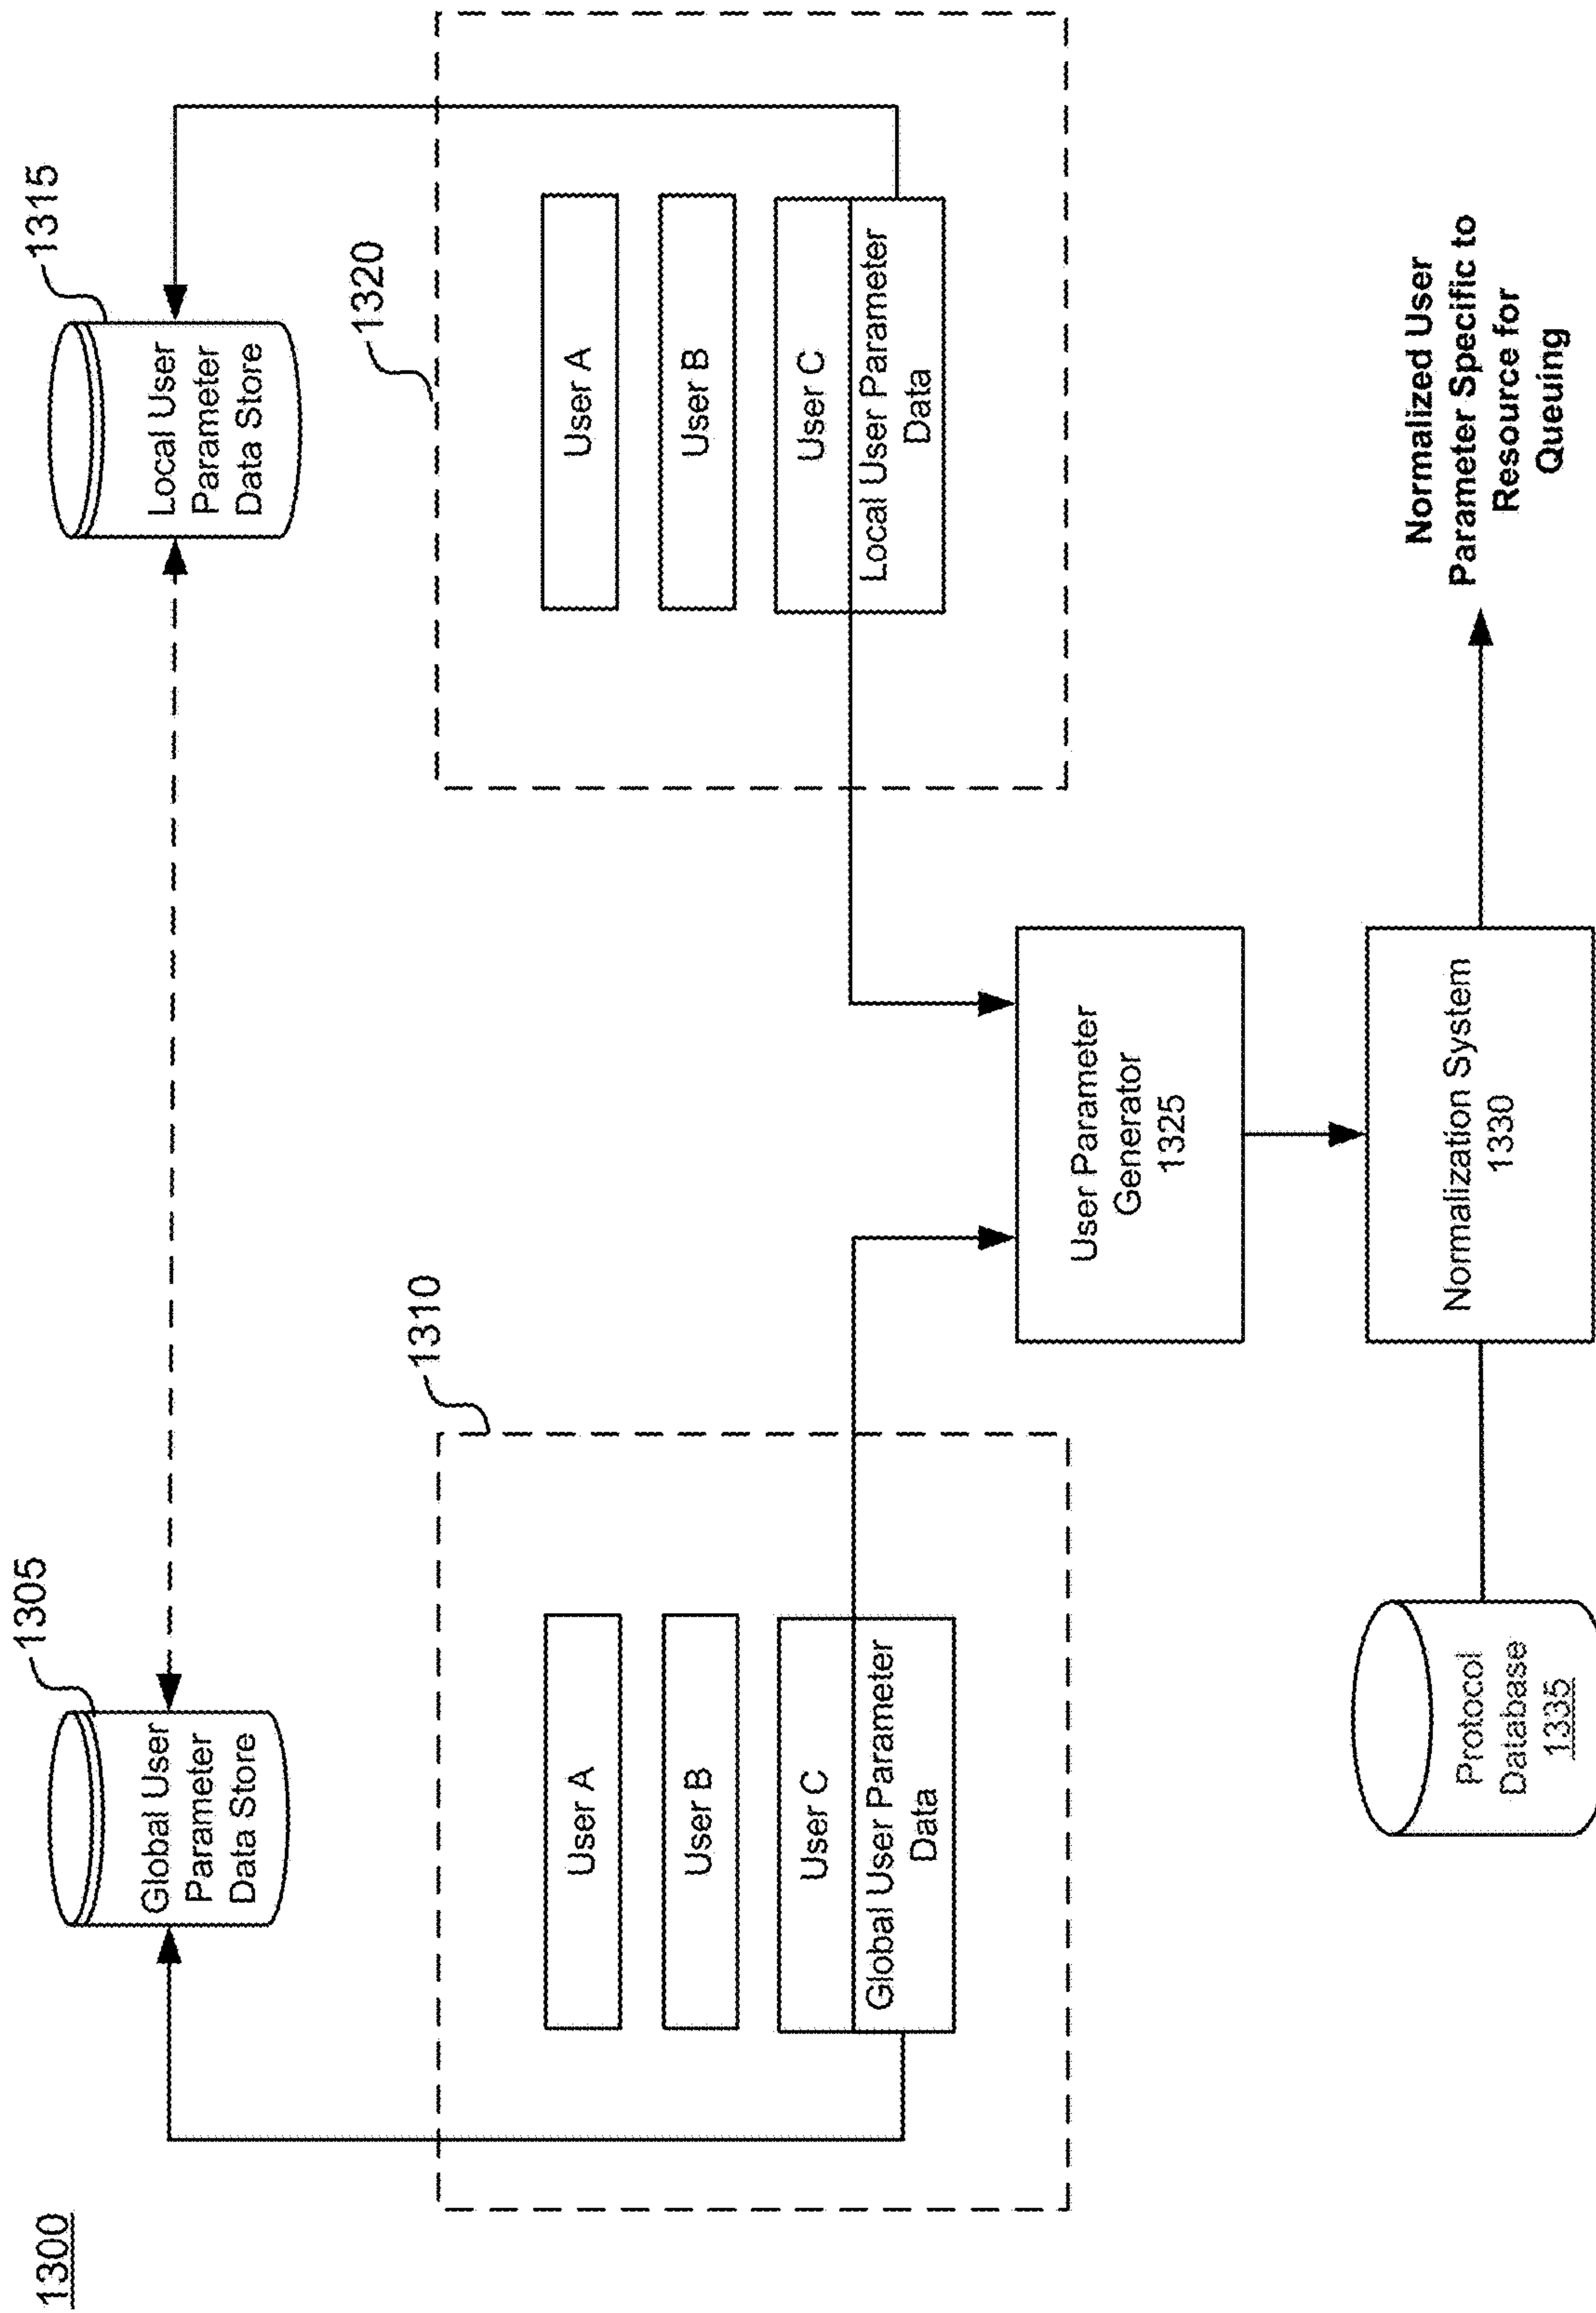 1300
1305
Global User
Parameter
Data Store
1315
Local User
Parameter
Data Store
1310
User A
User B
User C
Global User Parameter
Data
1320
User A
User B
User C
Local User Parameter
Data
User Parameter
Generator
1325
Protocol
Database
1335
Normalization System
1330
Normalized User
Parameter Specific to
Resource for
Queuing